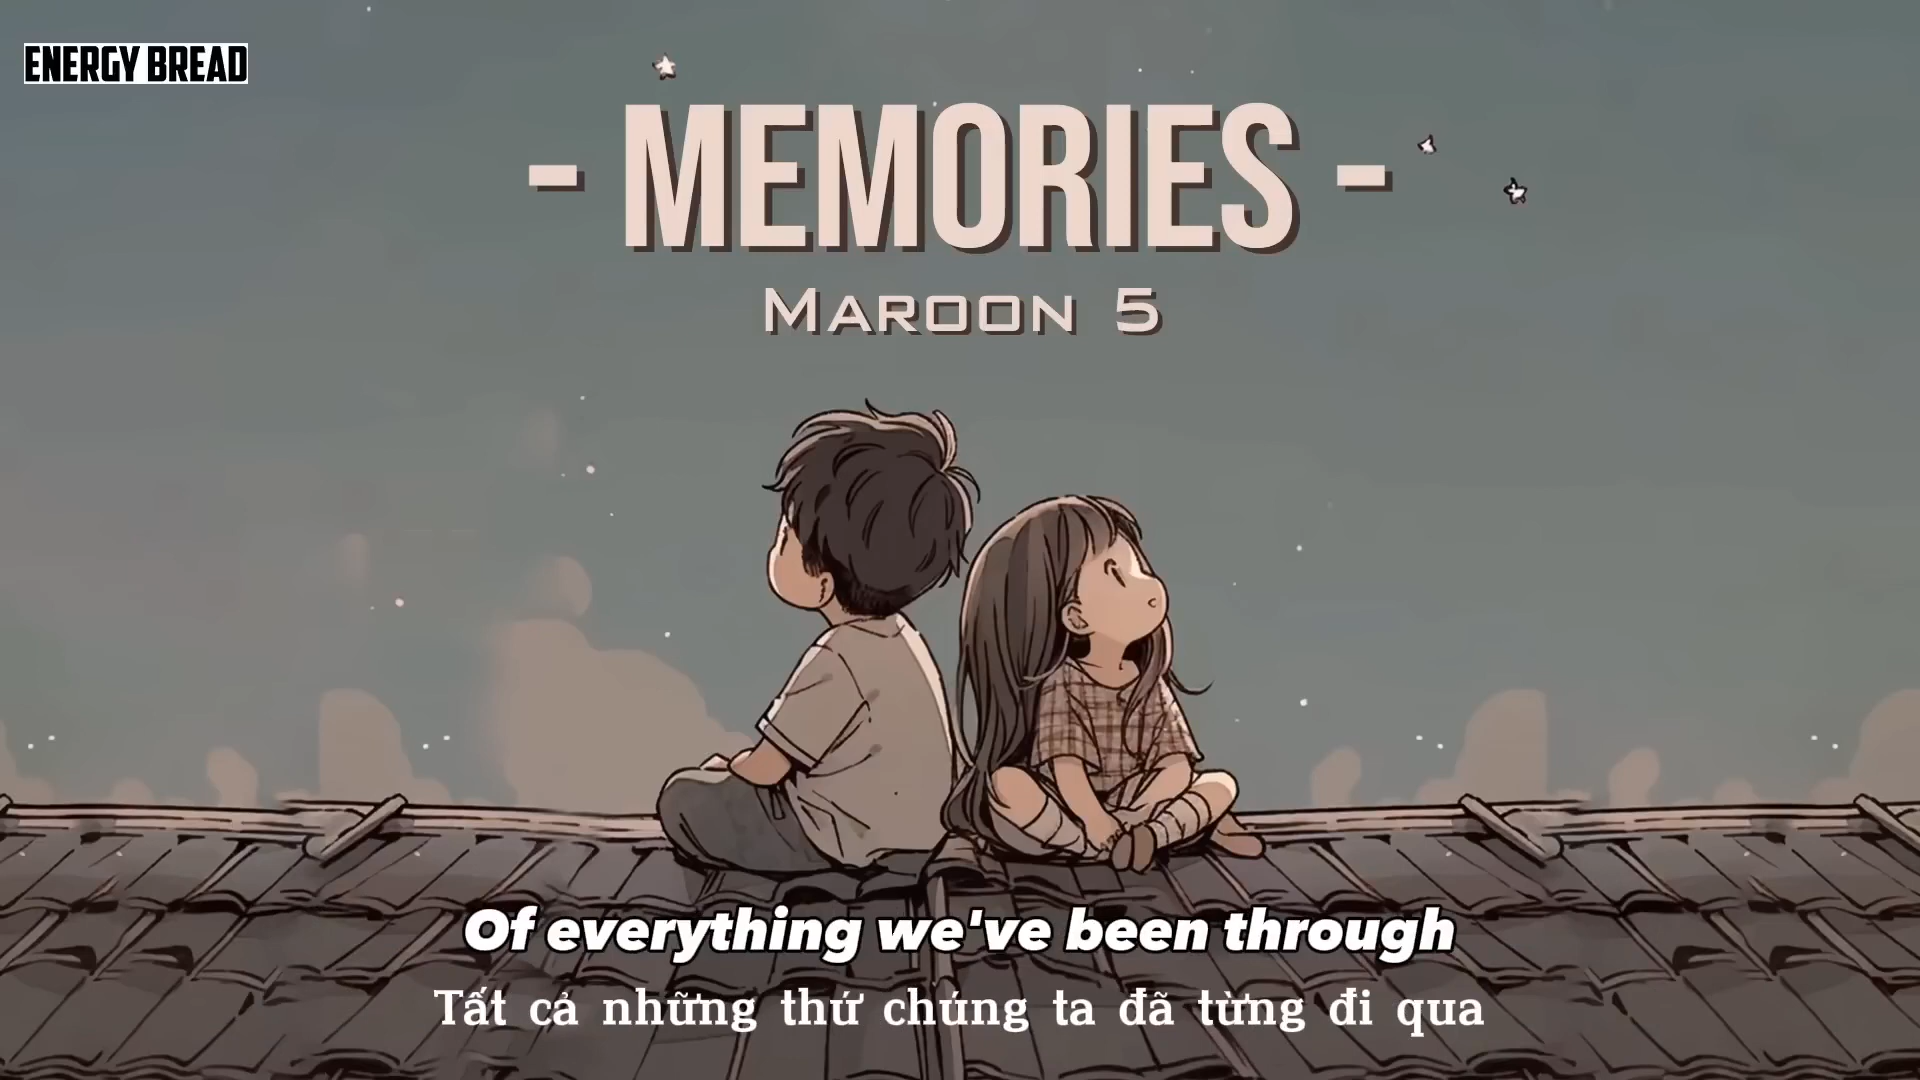 ENERGY BREAD
- MEMORIES -
MAROON 5
Of everything we've been through
Tất cả những thứ chúng ta đã từng đi qua